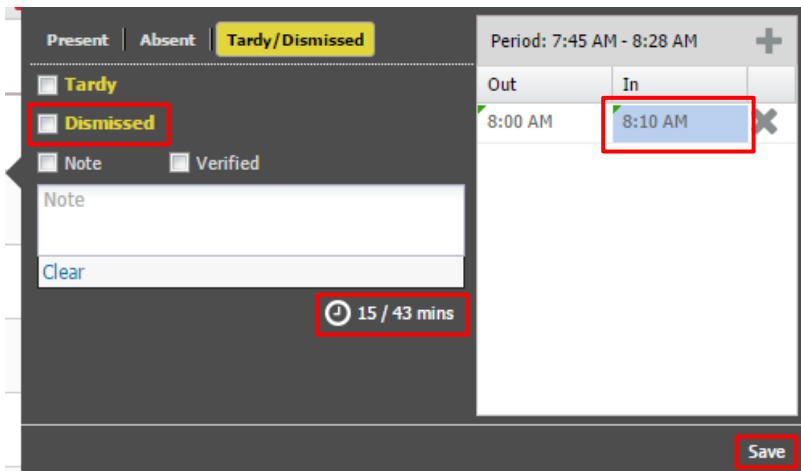 Present Absent Tardy/Dismissed
Tardy
Dismissed
Note Verified
Note
Clear
15 / 43 mins
Period: 7:45 AM - 8:28 AM
Out In
8:00 AM 8:10 AM
Save